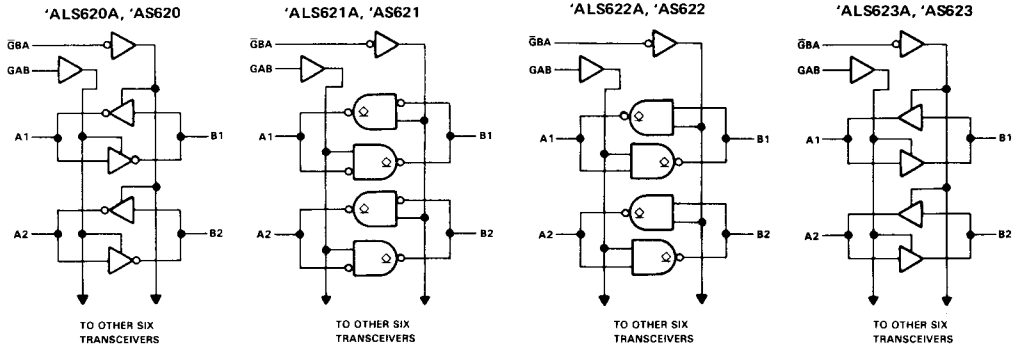 'ALS620A, 'AS620
ḠBA
GAB
A1
B1
A2
B2
TO OTHER SIX
TRANSCEIVERS
'ALS621A, 'AS621
ḠBA
GAB
A1
B1
A2
B2
TO OTHER SIX
TRANSCEIVERS
'ALS622A, 'AS622
ḠBA
GAB
A1
B1
A2
B2
TO OTHER SIX
TRANSCEIVERS
'ALS623A, 'AS623
ḠBA
GAB
A1
B1
A2
B2
TO OTHER SIX
TRANSCEIVERS